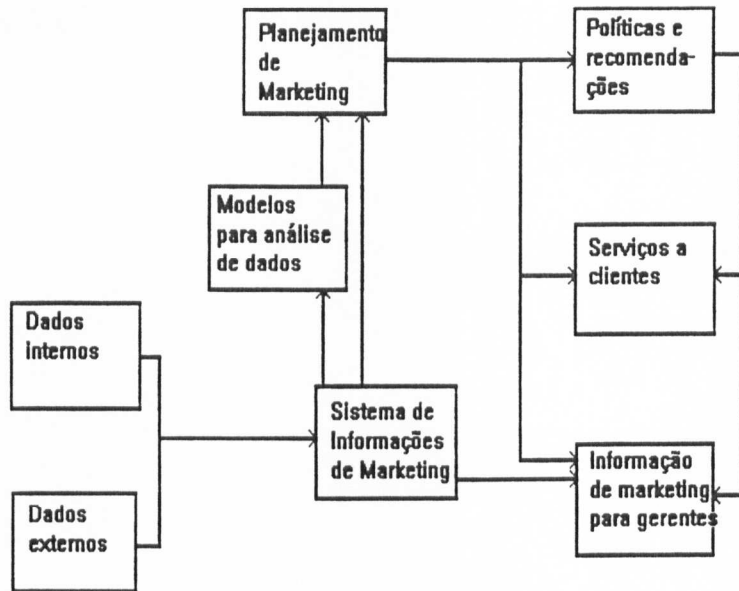 Planejamento
de
Marketing
Políticas e
recomenda-
ções
Modelos
para análise
de dados
Serviços a
clientes
Dados
internos
Sistema de
Informações
de Marketing
Informação
de marketing
para gerentes
Dados
externos